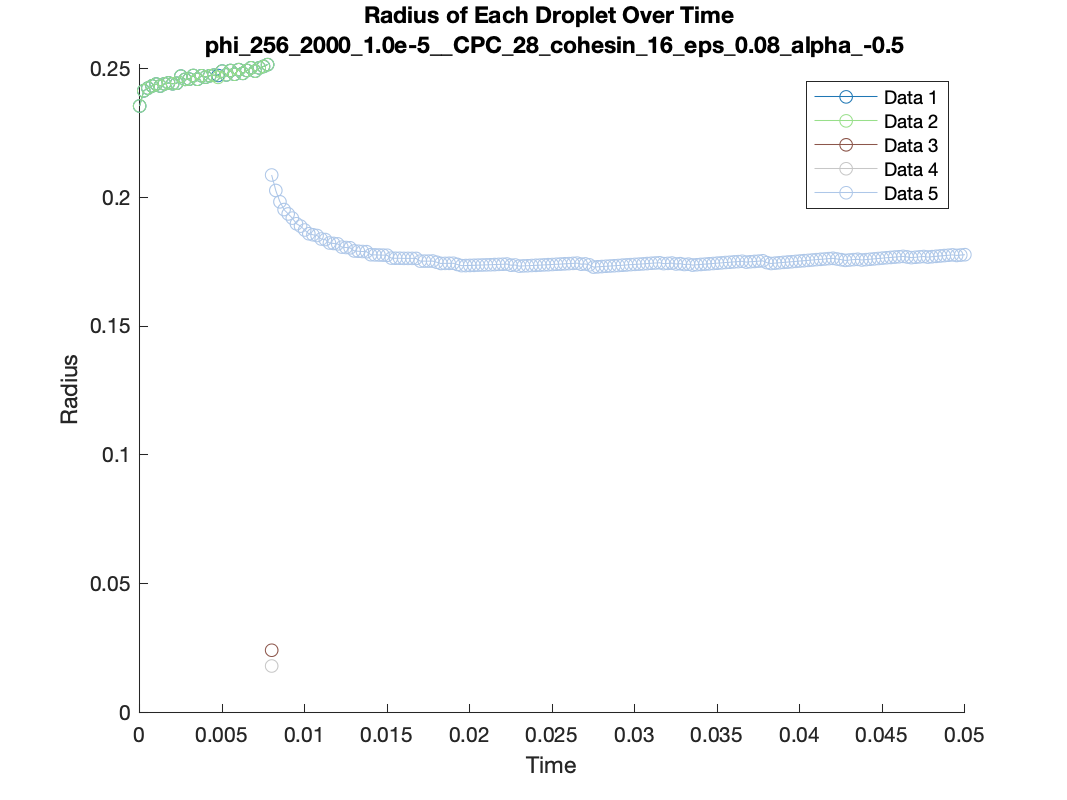 Radius of Each Droplet Over Time
phi_256_2000_1.0e-5__CPC_28_cohesin_16_eps_0.08_alpha_-0.5
0.25
0.2
0.15
0.1
0.05
0
Radius
Data 1
Data 2
Data 3
Data 4
Data 5
0 0.005 0.01 0.015 0.02 0.025 0.03 0.035 0.04 0.045 0.05
Time